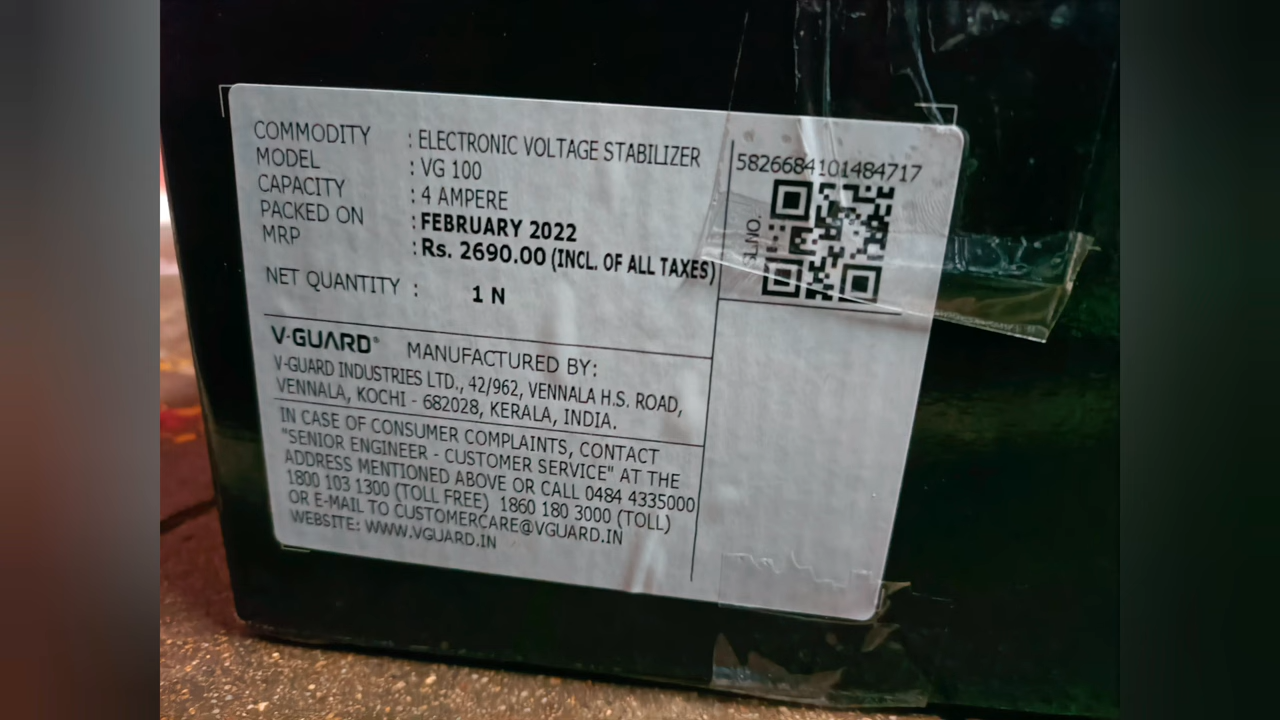 COMMODITY : ELECTRONIC VOLTAGE STABILIZER
MODEL : VG 100
CAPACITY : 4 AMPERE
PACKED ON : FEBRUARY 2022
MRP : Rs. 2690.00 (INCL. OF ALL TAXES)
NET QUANTITY : 1 N
5826684101484717
SL.NO.
V-GUARD® MANUFACTURED BY:
V-GUARD INDUSTRIES LTD., 42/962, VENNALA H.S. ROAD,
VENNALA, KOCHI - 682028, KERALA, INDIA.
IN CASE OF CONSUMER COMPLAINTS, CONTACT
"SENIOR ENGINEER - CUSTOMER SERVICE" AT THE
ADDRESS MENTIONED ABOVE OR CALL 0484 4335000
1800 103 1300 (TOLL FREE) 1860 180 3000 (TOLL)
OR E-MAIL TO CUSTOMERCARE@VGUARD.IN
WEBSITE: WWW.VGUARD.IN